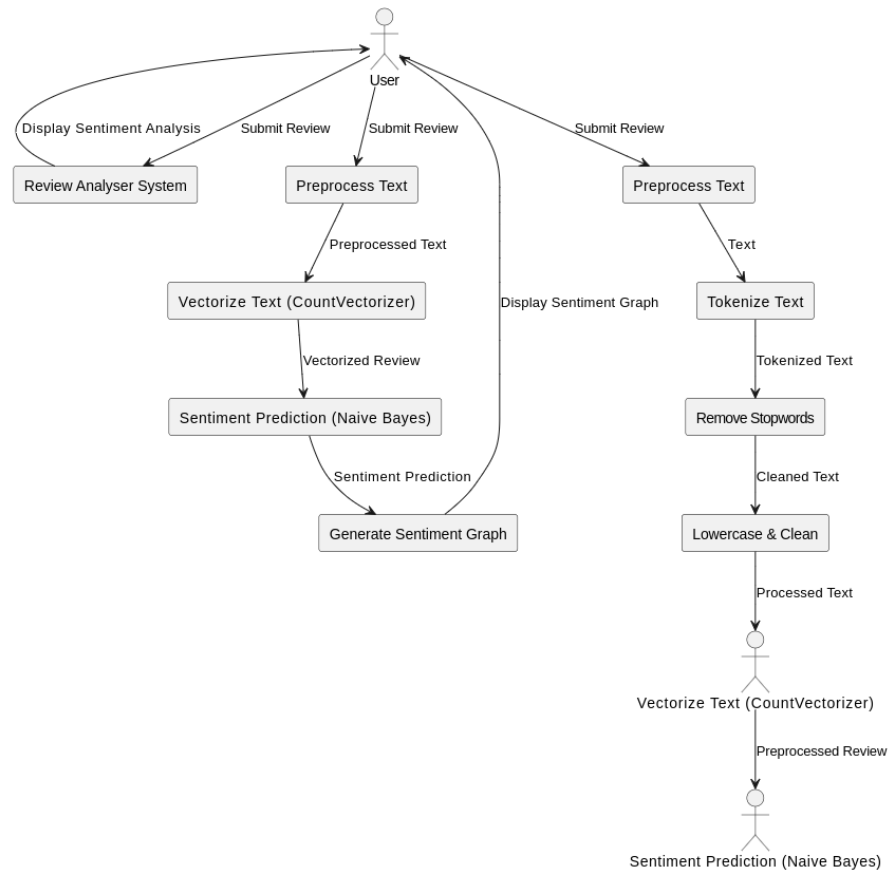 User
Display Sentiment Analysis
Submit Review
Submit Review
Submit Review
Review Analyser System
Preprocess Text
Preprocess Text
Preprocessed Text
Text
Vectorize Text (CountVectorizer)
Display Sentiment Graph
Tokenize Text
Vectorized Review
Tokenized Text
Sentiment Prediction (Naive Bayes)
Remove Stopwords
Sentiment Prediction
Cleaned Text
Generate Sentiment Graph
Lowercase & Clean
Processed Text
Vectorize Text (CountVectorizer)
Preprocessed Review
Sentiment Prediction (Naive Bayes)